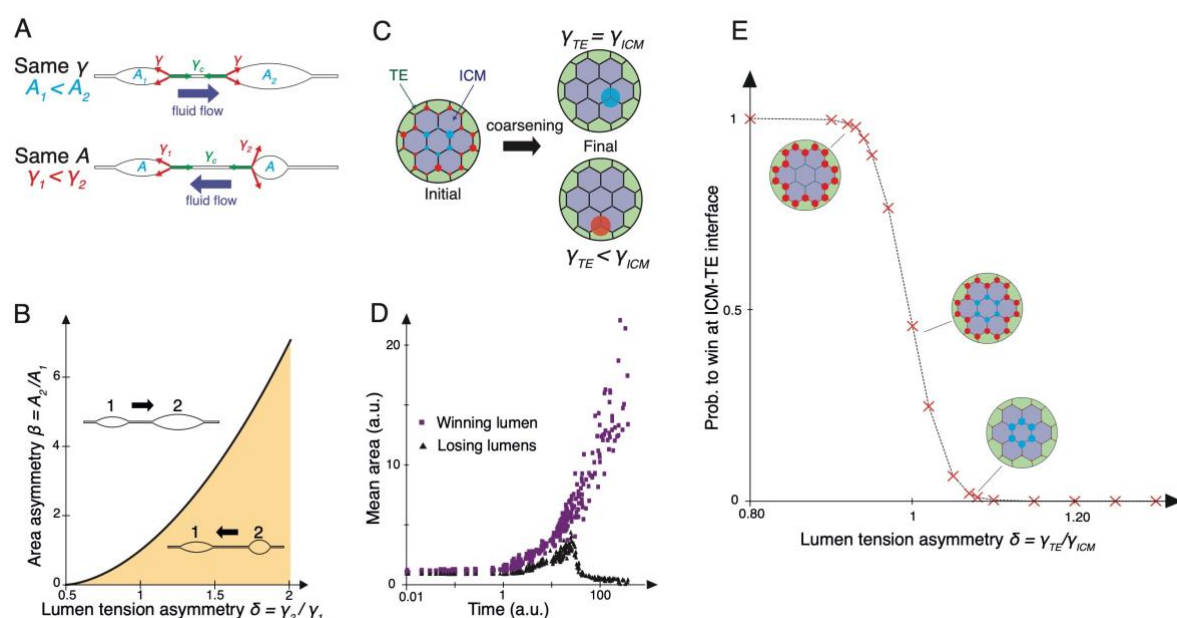 A
Same γ
A₁ < A₂
γ
γc
γ
A₁
A₂
fluid flow
Same A
γ₁ < γ₂
γ₁
γc
γ₂
A
A
fluid flow
B
Area asymmetry β = A₂/A₁
6
4
2
0
1
2
1
2
0.5
1
1.5
2
Lumen tension asymmetry δ = γ₂/γ₁
C
TE
ICM
Initial
coarsening
γTE = γICM
Final
γTE < γICM
D
Mean area (a.u.)
20
10
0
Winning lumen
Losing lumens
0.01
1
100
Time (a.u.)
E
Prob. to win at ICM-TE interface
1
0.5
0
0.80
1
1.20
Lumen tension asymmetry δ = γTE/γICM